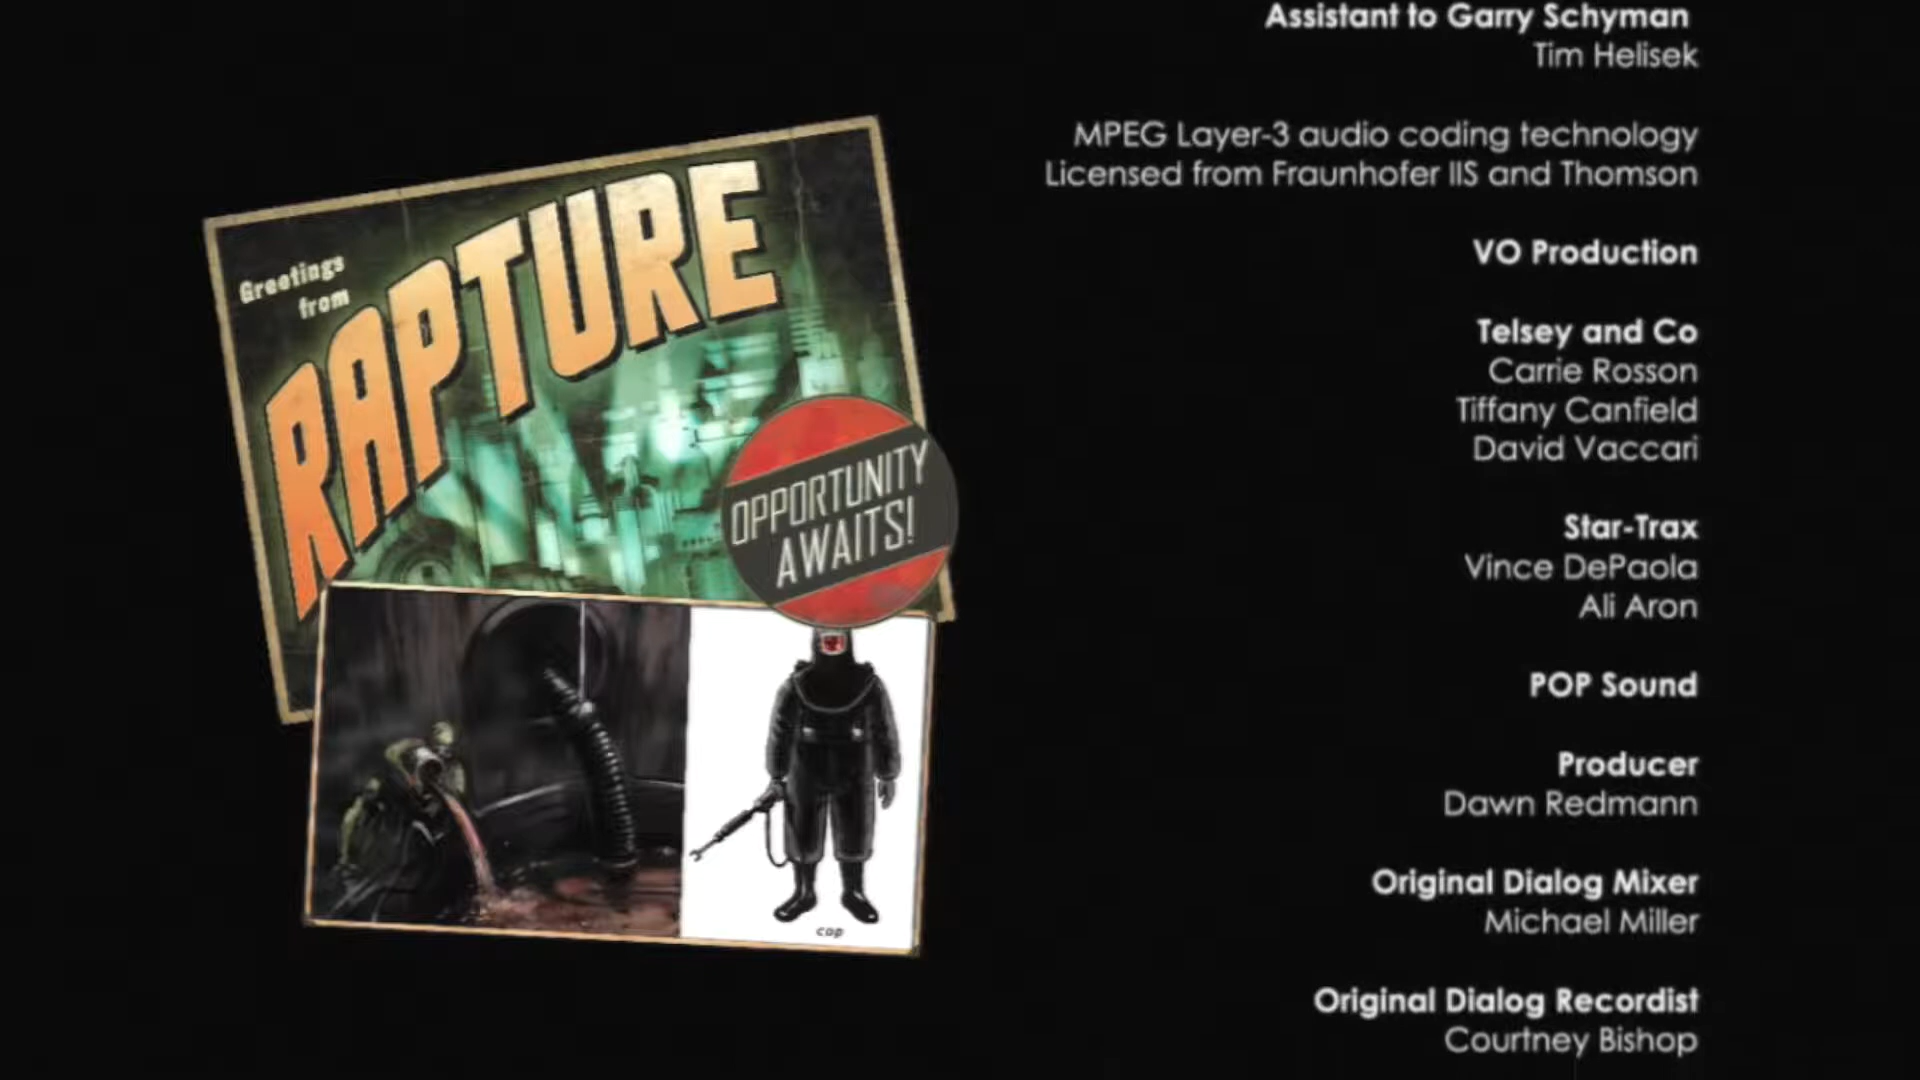 Greetings
from
RAPTURE
OPPORTUNITY
AWAITS!
cop
Assistant to Garry Schyman
Tim Helisek
MPEG Layer-3 audio coding technology
Licensed from Fraunhofer IIS and Thomson
VO Production
Telsey and Co
Carrie Rosson
Tiffany Canfield
David Vaccari
Star-Trax
Vince DePaola
Ali Aron
POP Sound
Producer
Dawn Redmann
Original Dialog Mixer
Michael Miller
Original Dialog Recordist
Courtney Bishop